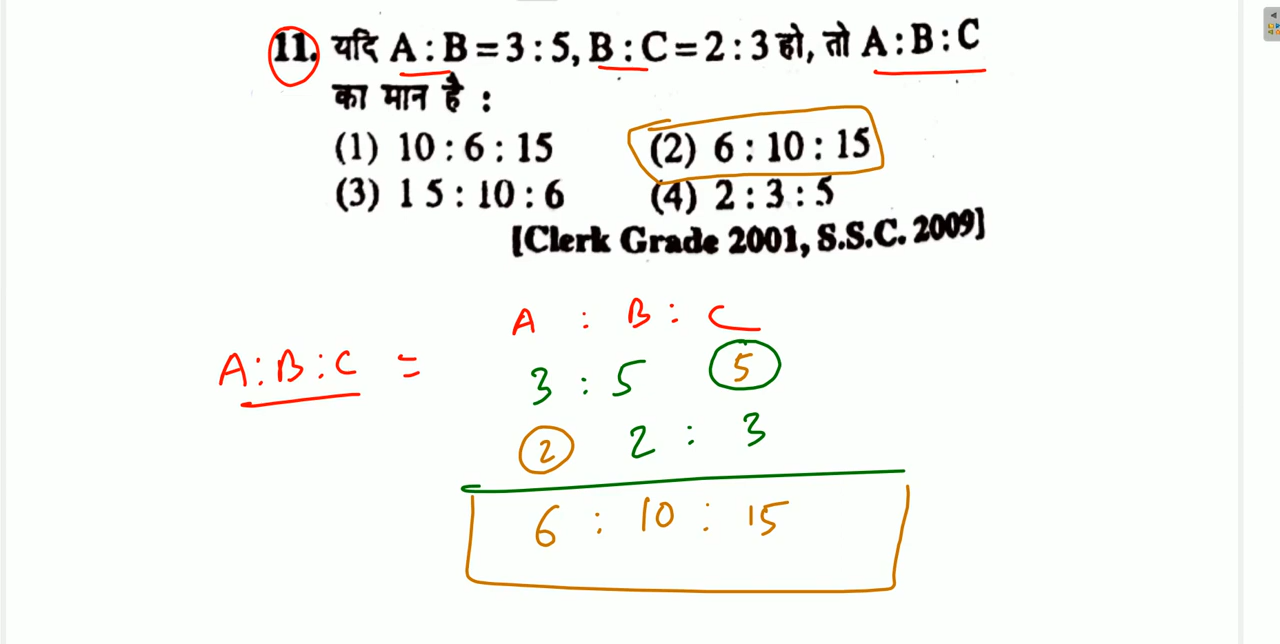 11. यदि A : B = 3 : 5, B : C = 2 : 3 हो, तो A : B : C
का मान है :
(1) 10 : 6 : 15 (2) 6 : 10 : 15
(3) 15 : 10 : 6 (4) 2 : 3 : 5
[Clerk Grade 2001, S.S.C. 2009]
A : B : C
A : B : C =
3 : 5 5
2 2 : 3
6 : 10 : 15